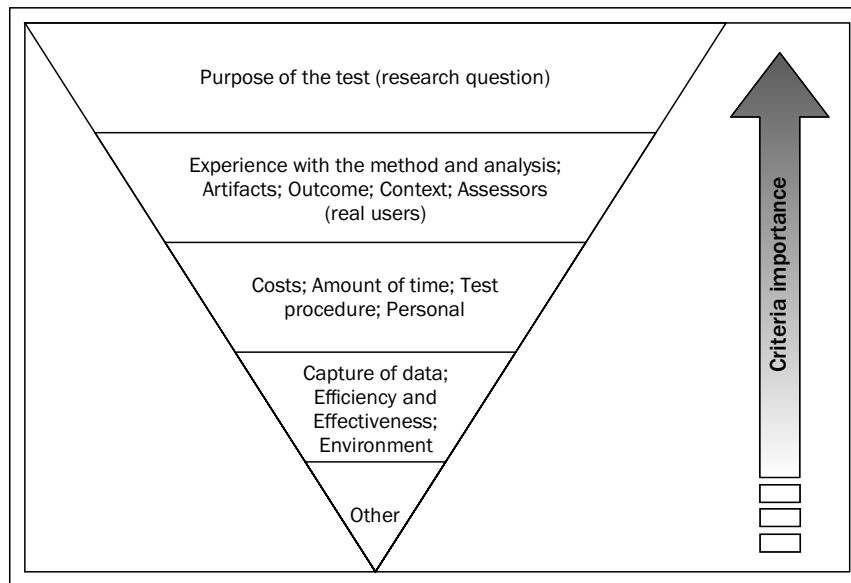 Purpose of the test (research question)
Experience with the method and analysis;
Artifacts; Outcome; Context; Assessors
(real users)
Costs; Amount of time; Test
procedure; Personal
Capture of data;
Efficiency and
Effectiveness;
Environment
Other
Criteria importance